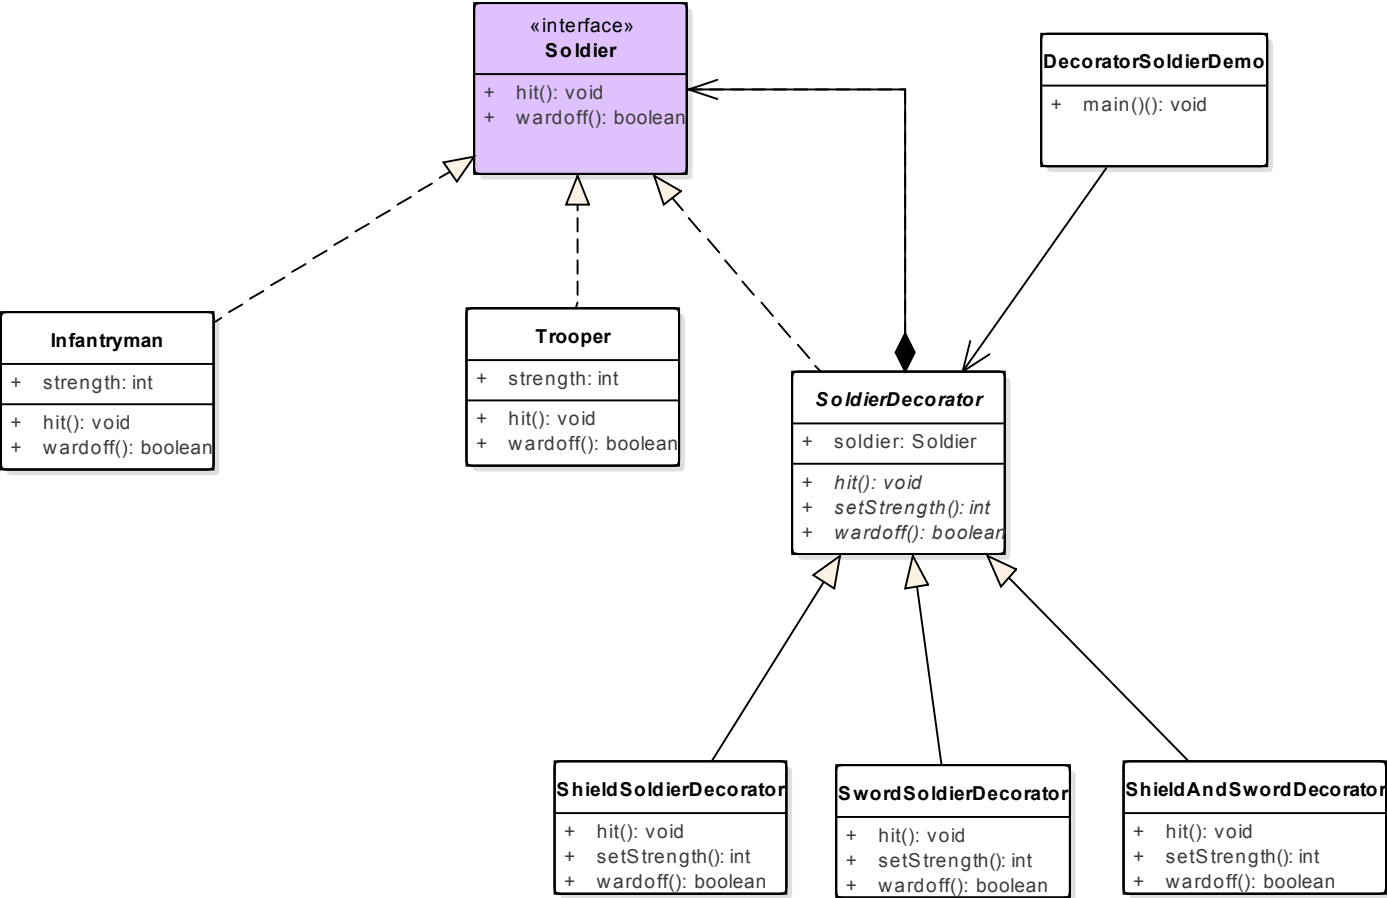 «interface»
Soldier
+ hit(): void
+ wardoff(): boolean
DecoratorSoldierDemo
+ main()(): void
Infantryman
+ strength: int
+ hit(): void
+ wardoff(): boolean
Trooper
+ strength: int
+ hit(): void
+ wardoff(): boolean
SoldierDecorator
+ soldier: Soldier
+ hit(): void
+ setStrength(): int
+ wardoff(): boolean
ShieldSoldierDecorator
+ hit(): void
+ setStrength(): int
+ wardoff(): boolean
SwordSoldierDecorator
+ hit(): void
+ setStrength(): int
+ wardoff(): boolean
ShieldAndSwordDecorator
+ hit(): void
+ setStrength(): int
+ wardoff(): boolean